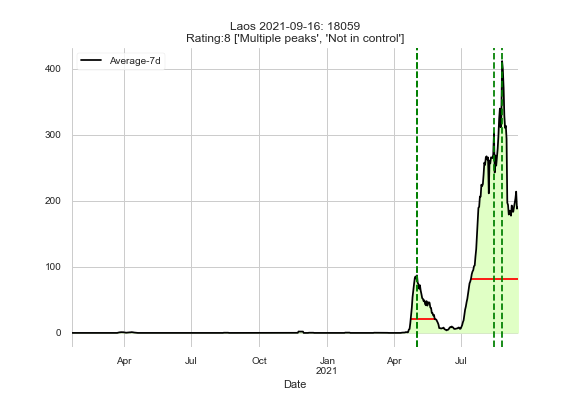 Laos 2021-09-16: 18059
Rating:8 ['Multiple peaks', 'Not in control']
Average-7d
400
300
200
100
0
Apr
Jul
Oct
Jan
2021
Apr
Jul
Date